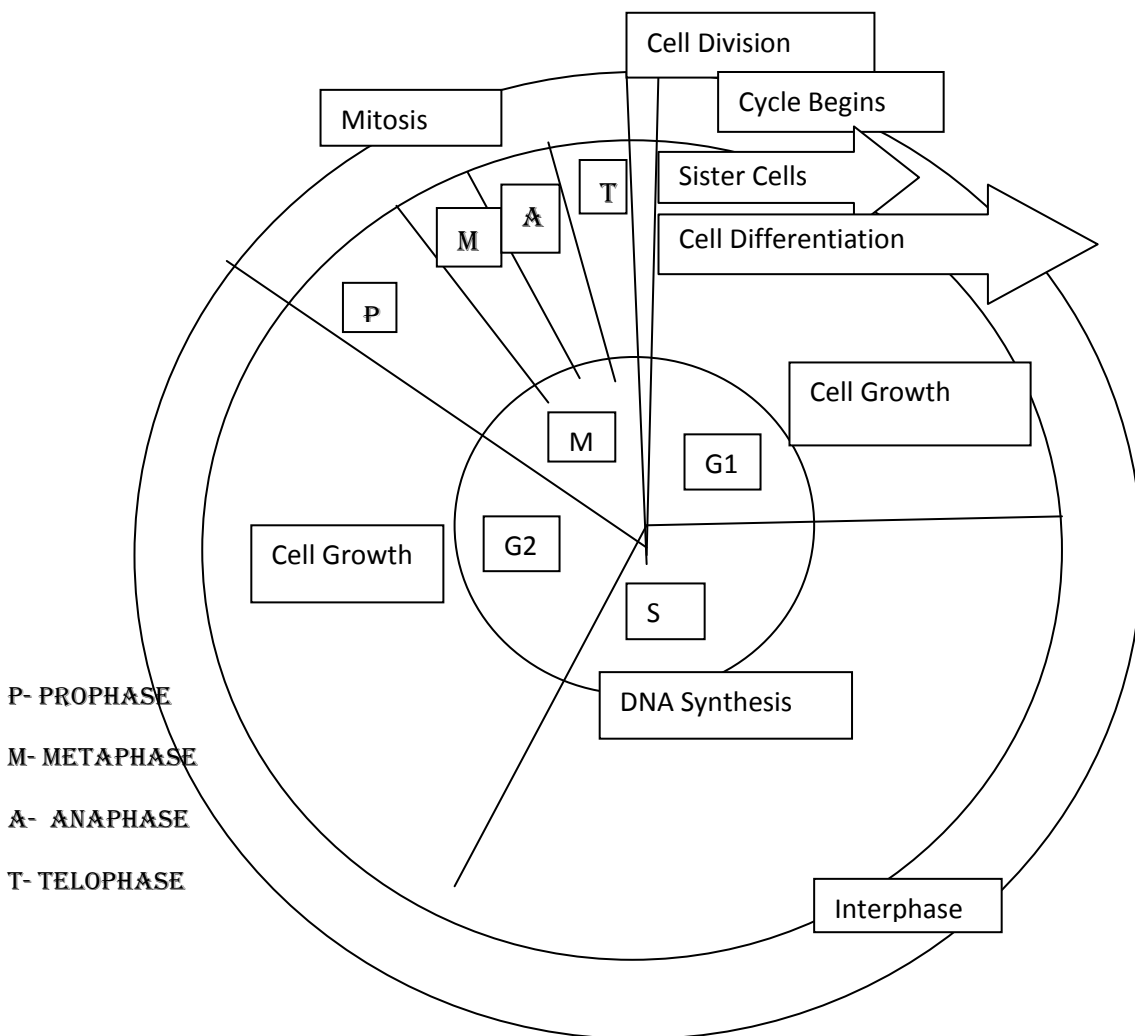 Cell Division
Cycle Begins
Mitosis
Sister Cells
T
A
M
Cell Differentiation
P
Cell Growth
M
G1
G2
Cell Growth
S
DNA Synthesis
P- PROPHASE
M- METAPHASE
A- ANAPHASE
T- TELOPHASE
Interphase